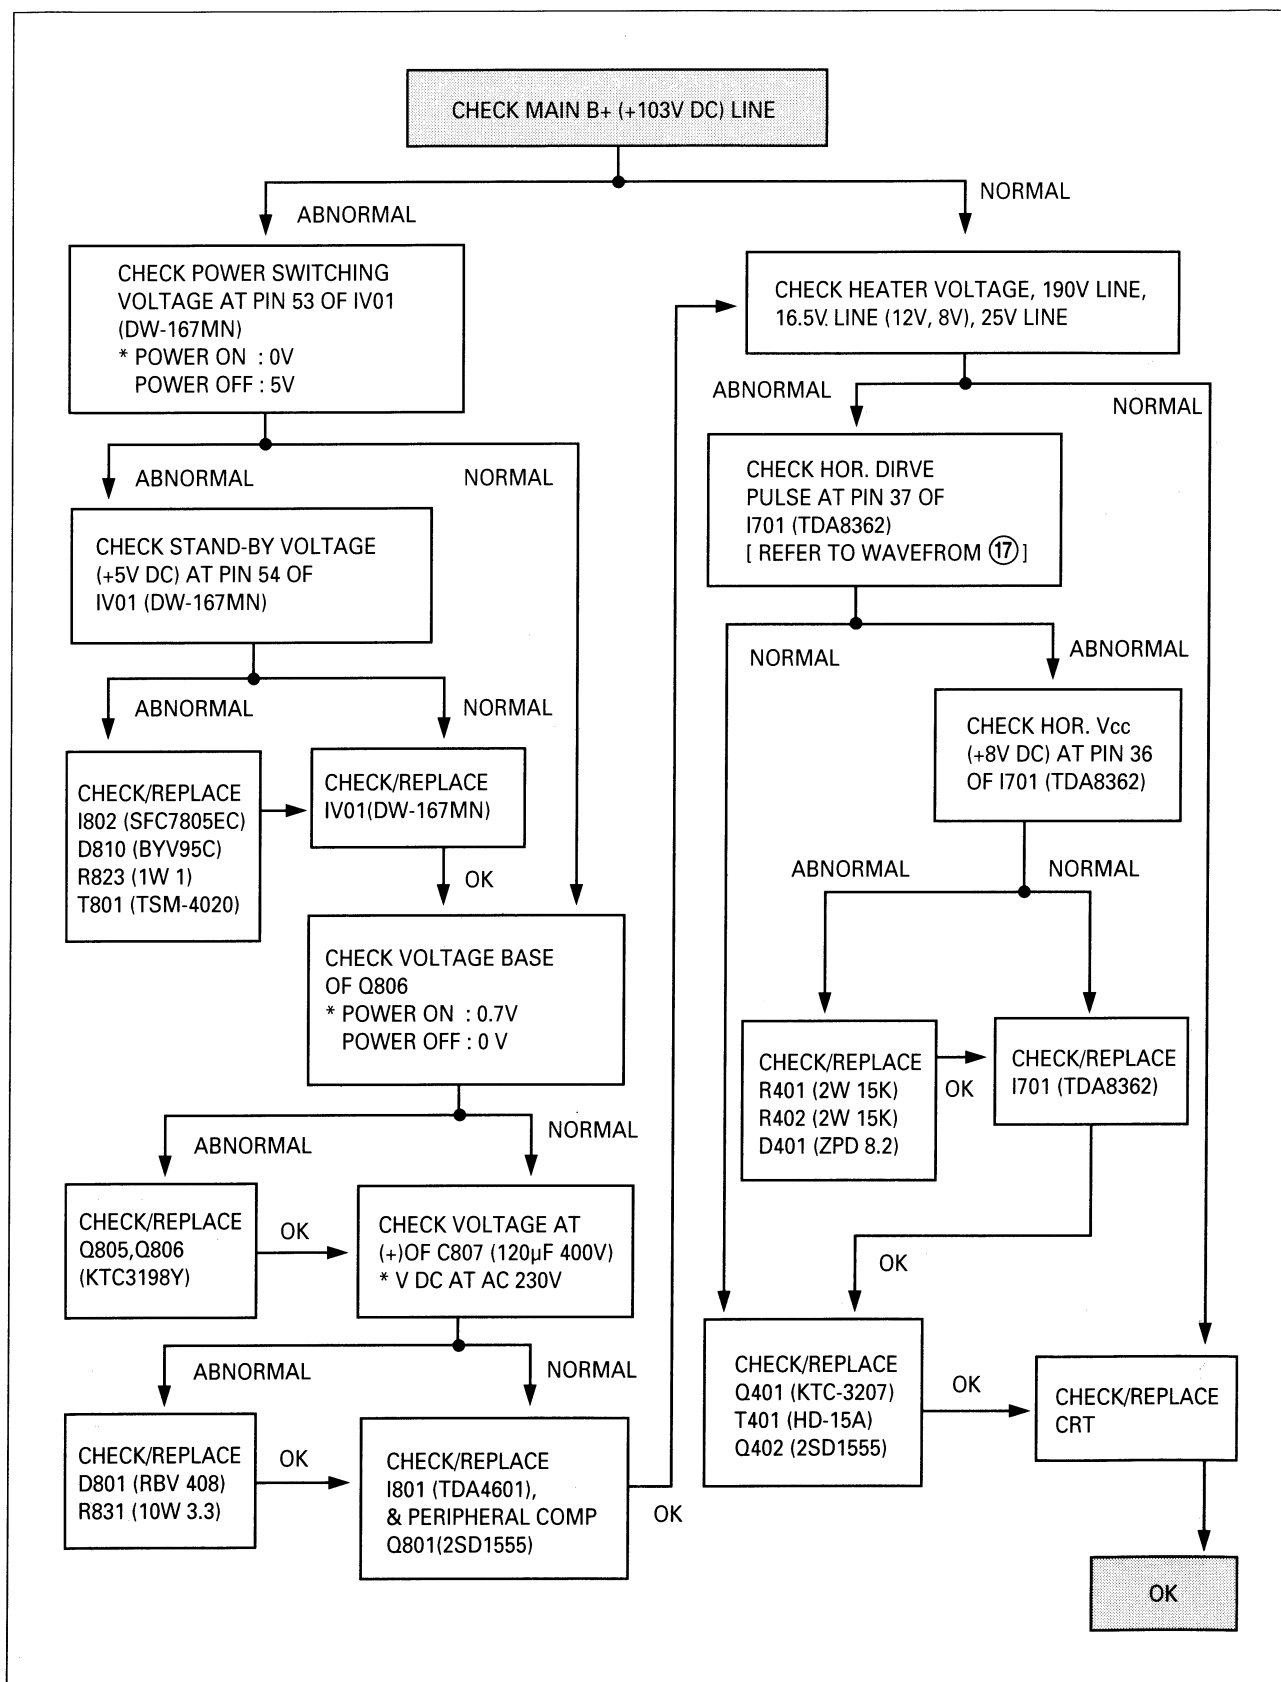 CHECK MAIN B+ (+103V DC) LINE
ABNORMAL
NORMAL
CHECK POWER SWITCHING
VOLTAGE AT PIN 53 OF IV01
(DW-167MN)
* POWER ON : 0V
POWER OFF : 5V
ABNORMAL
NORMAL
CHECK STAND-BY VOLTAGE
(+5V DC) AT PIN 54 OF
IV01 (DW-167MN)
ABNORMAL
NORMAL
CHECK/REPLACE
I802 (SFC7805EC)
D810 (BYV95C)
R823 (1W 1)
T801 (TSM-4020)
CHECK/REPLACE
IV01(DW-167MN)
OK
CHECK VOLTAGE BASE
OF Q806
* POWER ON : 0.7V
POWER OFF : 0 V
ABNORMAL
NORMAL
CHECK/REPLACE
Q805,Q806
(KTC3198Y)
OK
CHECK VOLTAGE AT
(+)OF C807 (120µF 400V)
* V DC AT AC 230V
ABNORMAL
NORMAL
CHECK/REPLACE
D801 (RBV 408)
R831 (10W 3.3)
OK
CHECK/REPLACE
I801 (TDA4601),
& PERIPHERAL COMP
Q801(2SD1555)
OK
CHECK HEATER VOLTAGE, 190V LINE,
16.5V. LINE (12V, 8V), 25V LINE
ABNORMAL
NORMAL
CHECK HOR. DIRVE
PULSE AT PIN 37 OF
I701 (TDA8362)
[ REFER TO WAVEFROM ⑰ ]
NORMAL
ABNORMAL
CHECK HOR. Vcc
(+8V DC) AT PIN 36
OF I701 (TDA8362)
ABNORMAL
NORMAL
CHECK/REPLACE
R401 (2W 15K)
R402 (2W 15K)
D401 (ZPD 8.2)
OK
CHECK/REPLACE
I701 (TDA8362)
OK
CHECK/REPLACE
Q401 (KTC-3207)
T401 (HD-15A)
Q402 (2SD1555)
OK
CHECK/REPLACE
CRT
OK